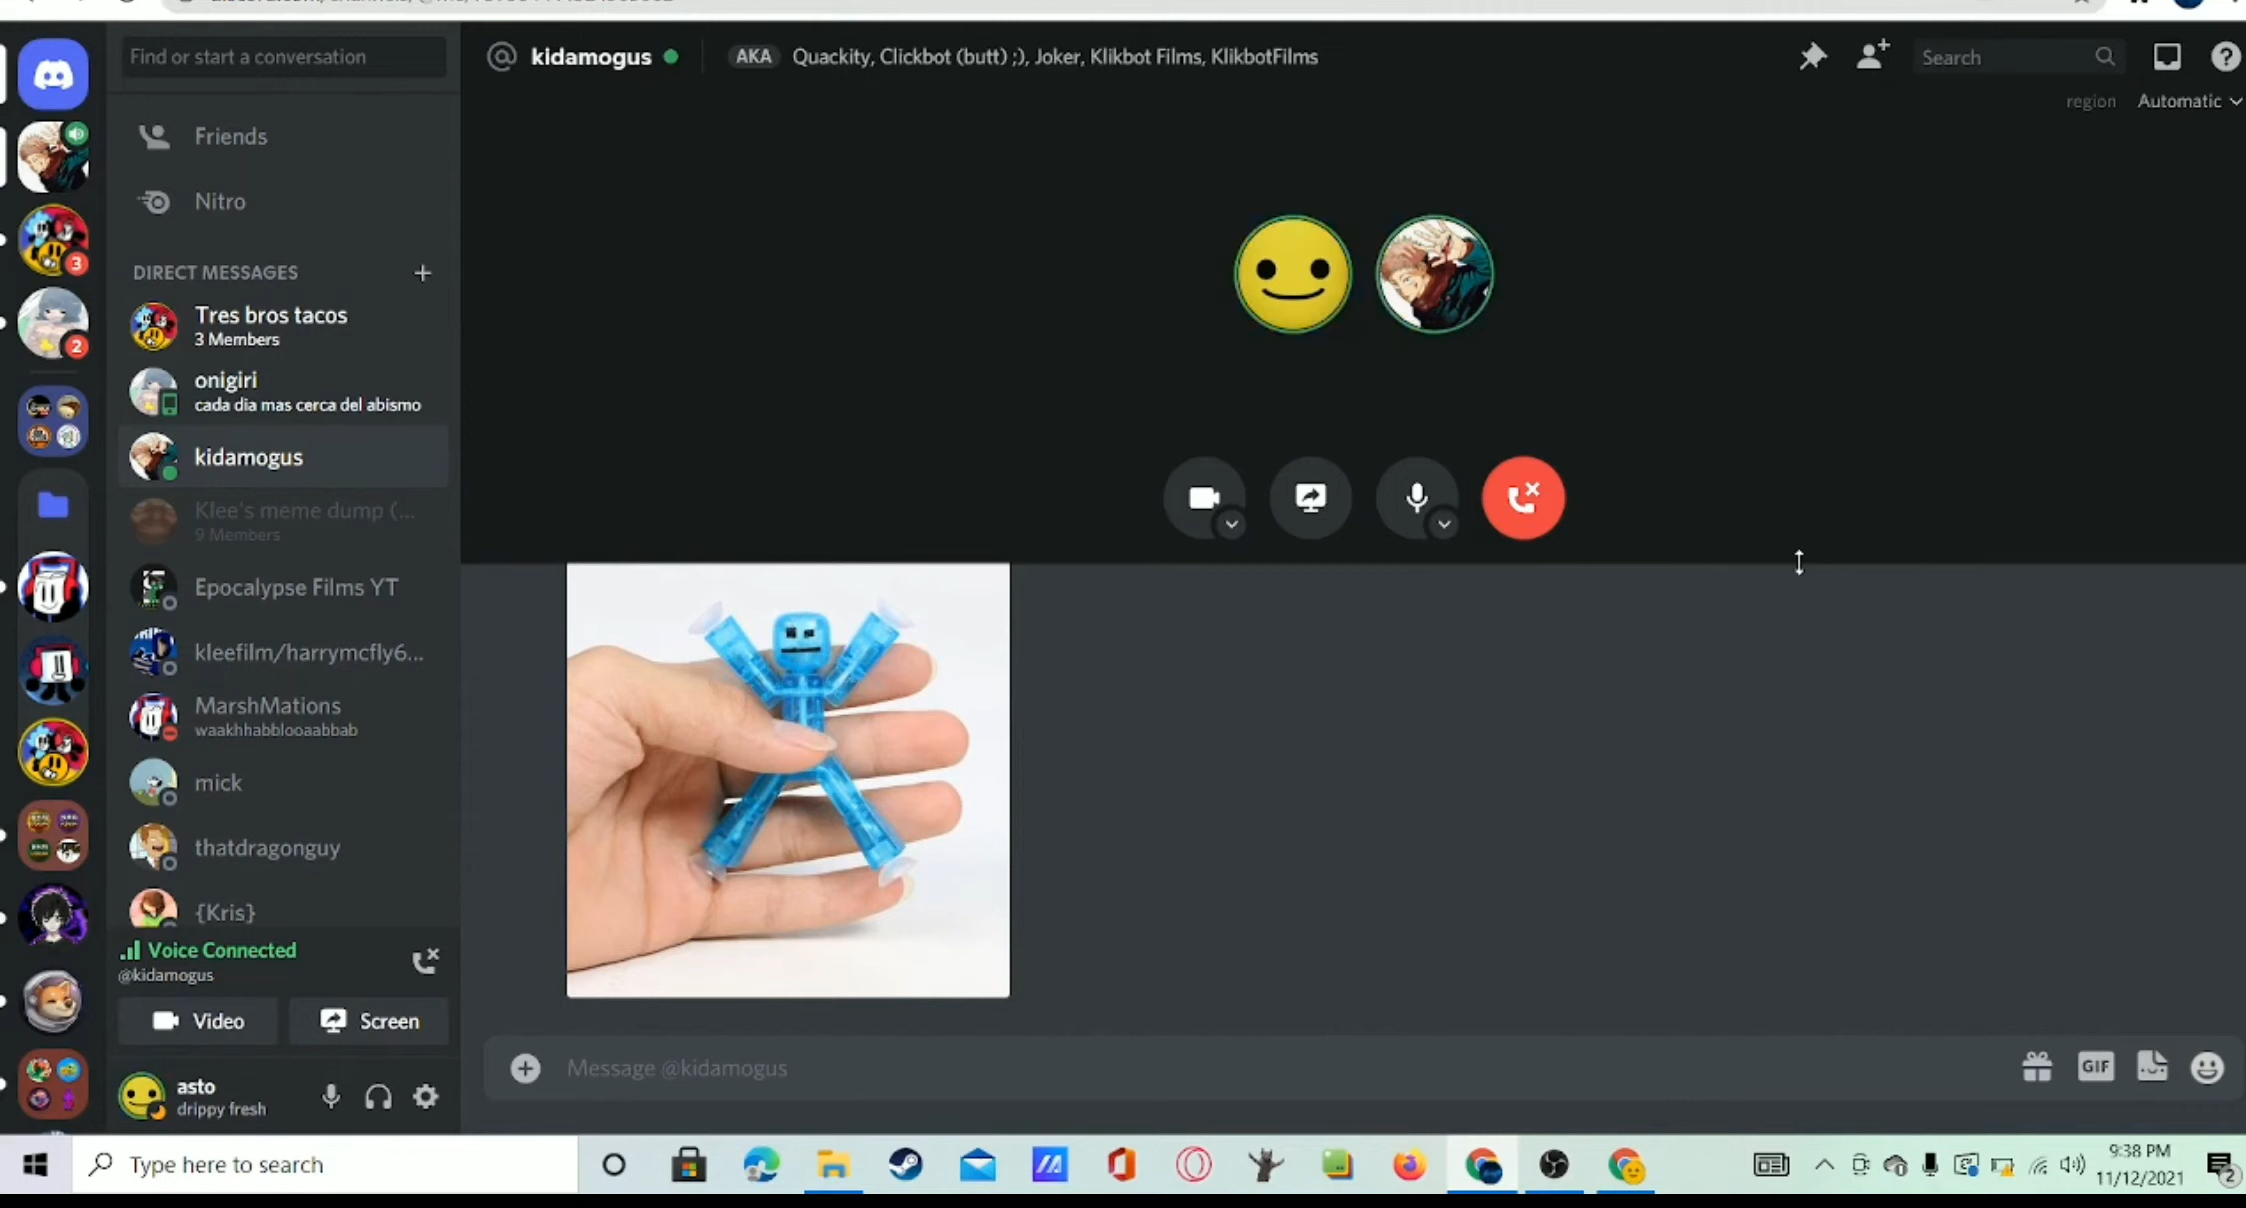 Find or start a conversation
kidamogus
AKA Quackity, Clickbot (butt) ;), Joker, Klikbot Films, KlikbotFilms
Search
region Automatic
Friends
Nitro
DIRECT MESSAGES
Tres bros tacos
3 Members
onigiri
cada dia mas cerca del abismo
kidamogus
Klee's meme dump (...
9 Members
Epocalypse Films YT
kleefilm/harrymcfly6...
MarshMations
waakhhabblooaabbab
mick
thatdragonguy
{Kris}
3
2
Voice Connected
@kidamogus
Video
Screen
asto
drippy fresh
Message @kidamogus
GIF
Type here to search
9:38 PM
11/12/2021
2